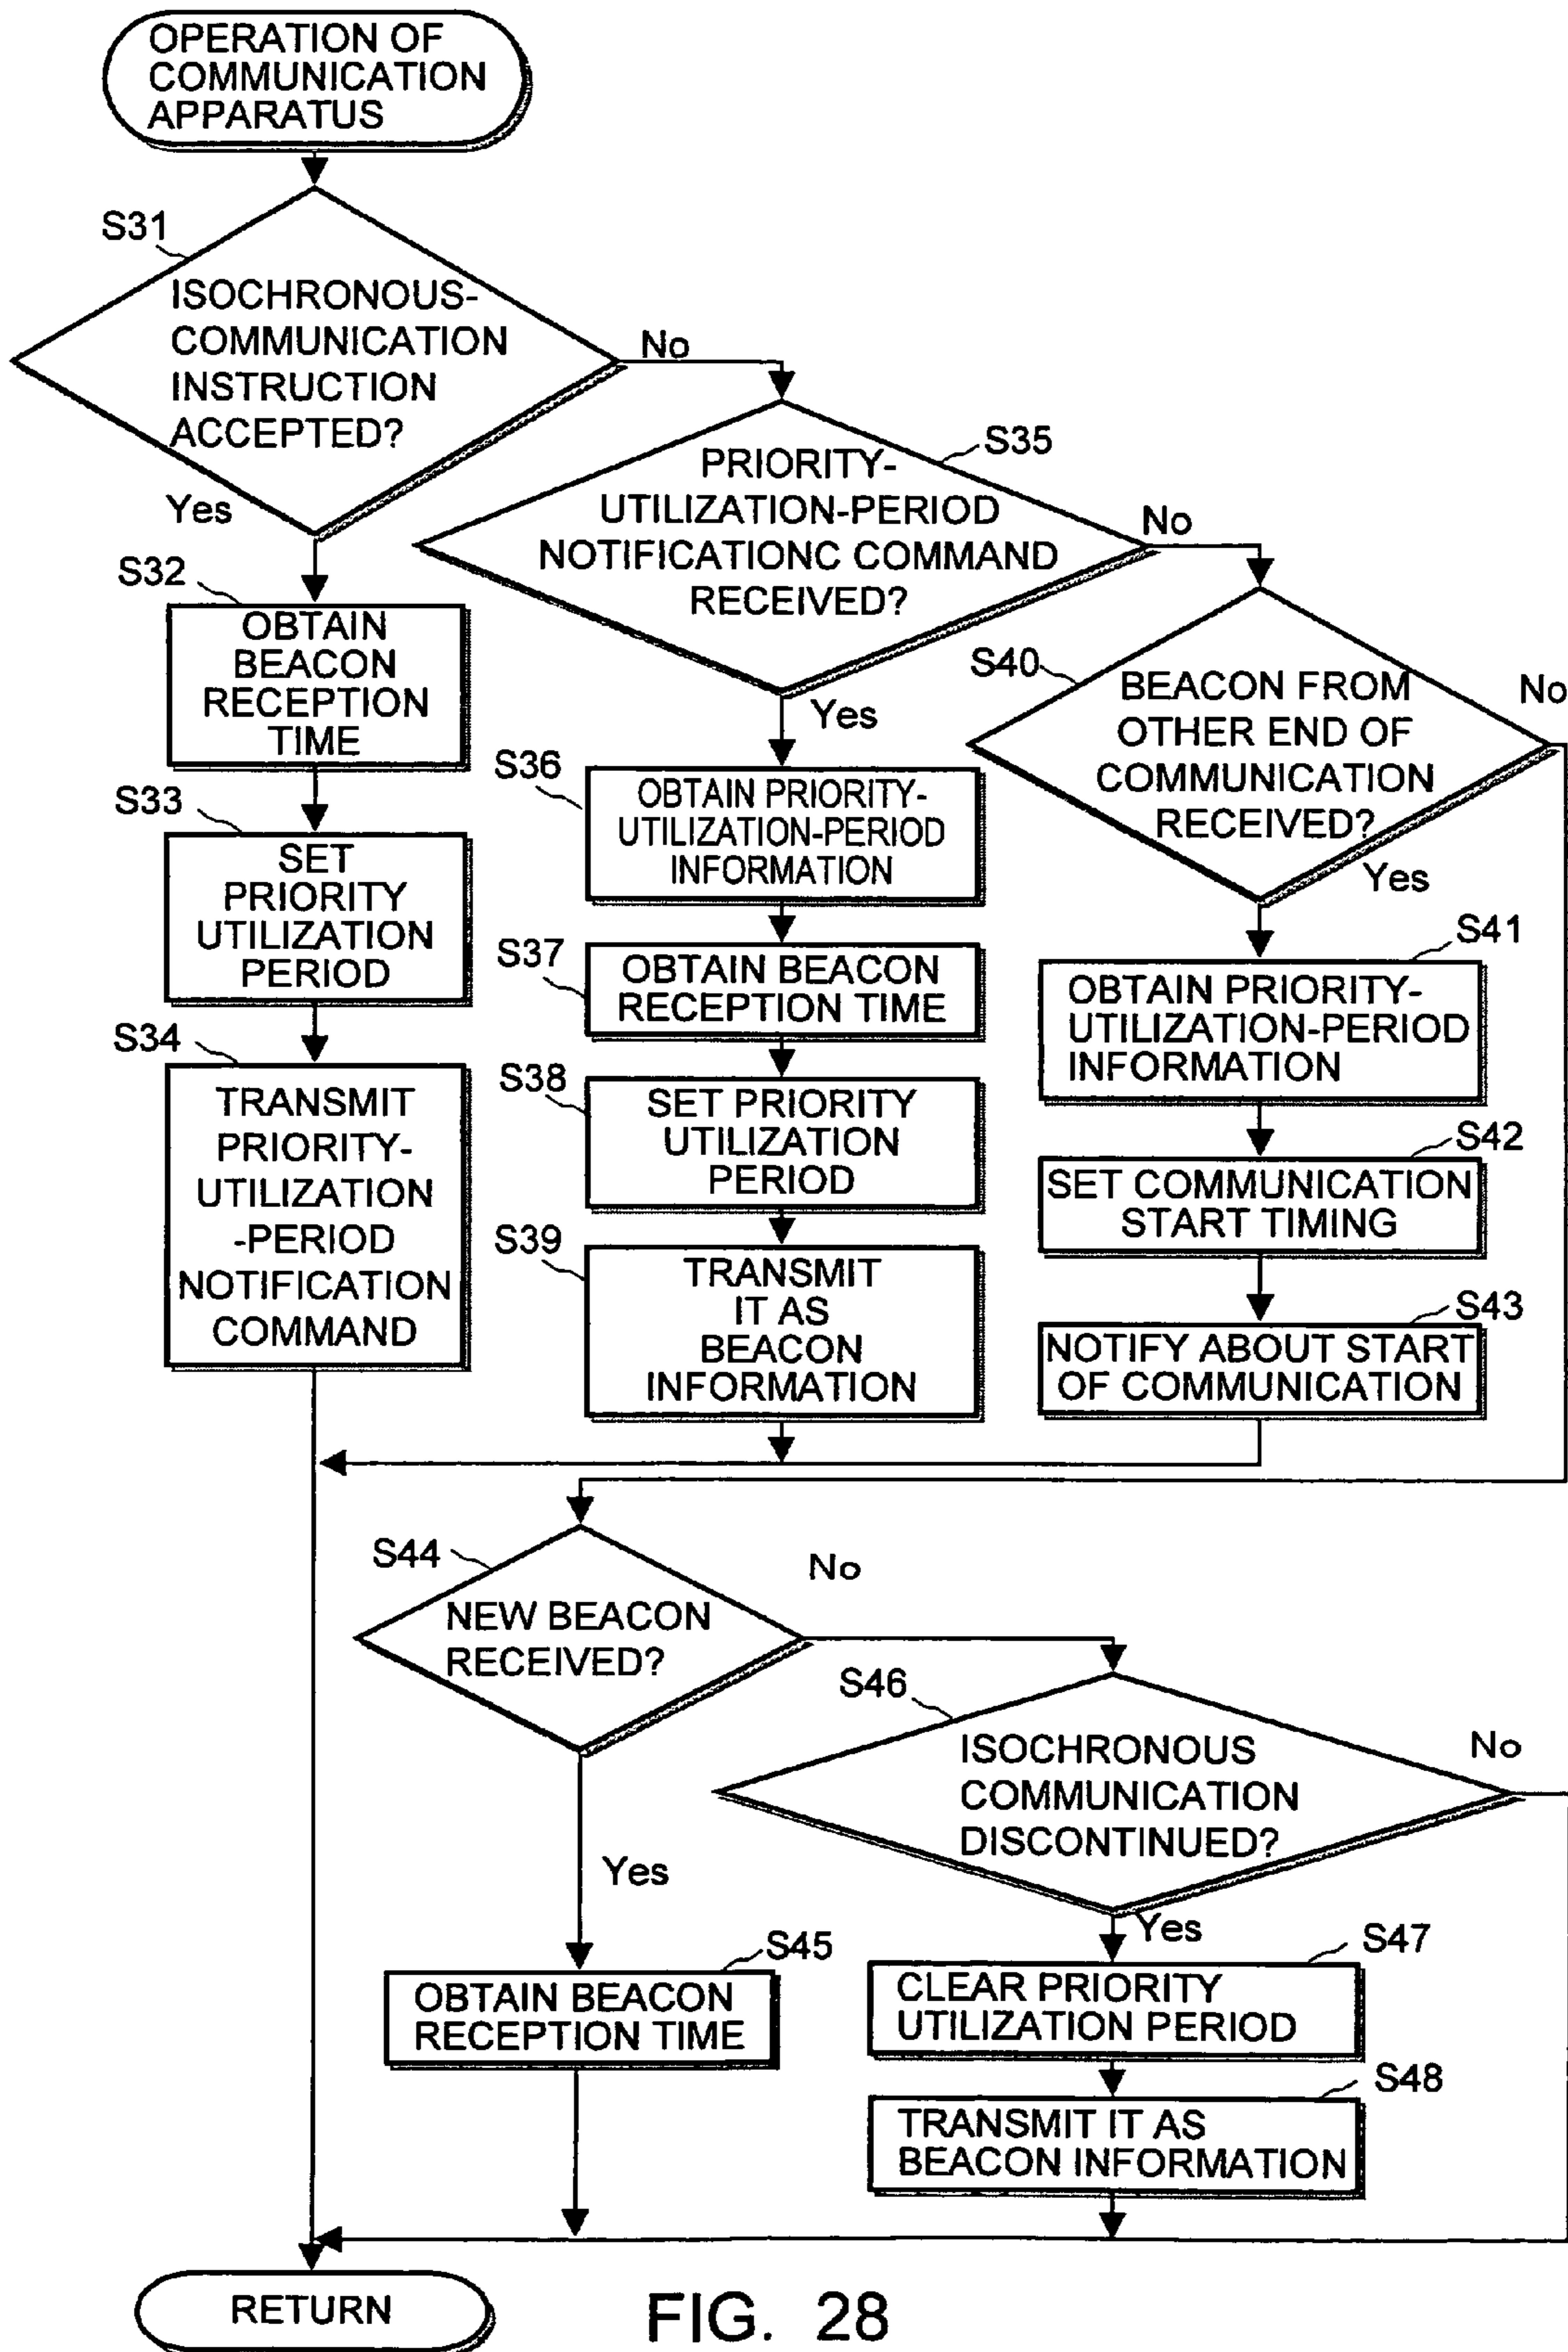 OPERATION OF
COMMUNICATION
APPARATUS
S31
ISOCHRONOUS-
COMMUNICATION
INSTRUCTION
ACCEPTED?
No
Yes
S35
PRIORITY-
UTILIZATION-PERIOD
NOTIFICATIONC COMMAND
RECEIVED?
No
Yes
S40
BEACON FROM
OTHER END OF
COMMUNICATION
RECEIVED?
No
Yes
S32
OBTAIN
BEACON
RECEPTION
TIME
S33
SET
PRIORITY
UTILIZATION
PERIOD
S34
TRANSMIT
PRIORITY-
UTILIZATION
-PERIOD
NOTIFICATION
COMMAND
S36
OBTAIN PRIORITY-
UTILIZATION-PERIOD
INFORMATION
S37
OBTAIN BEACON
RECEPTION TIME
S38
SET PRIORITY
UTILIZATION
PERIOD
S39
TRANSMIT
IT AS
BEACON
INFORMATION
S41
OBTAIN PRIORITY-
UTILIZATION-PERIOD
INFORMATION
S42
SET COMMUNICATION
START TIMING
S43
NOTIFY ABOUT START
OF COMMUNICATION
S44
NEW BEACON
RECEIVED?
No
Yes
S46
ISOCHRONOUS
COMMUNICATION
DISCONTINUED?
No
Yes
S45
OBTAIN BEACON
RECEPTION TIME
S47
CLEAR PRIORITY
UTILIZATION PERIOD
S48
TRANSMIT IT AS
BEACON INFORMATION
RETURN
FIG. 28